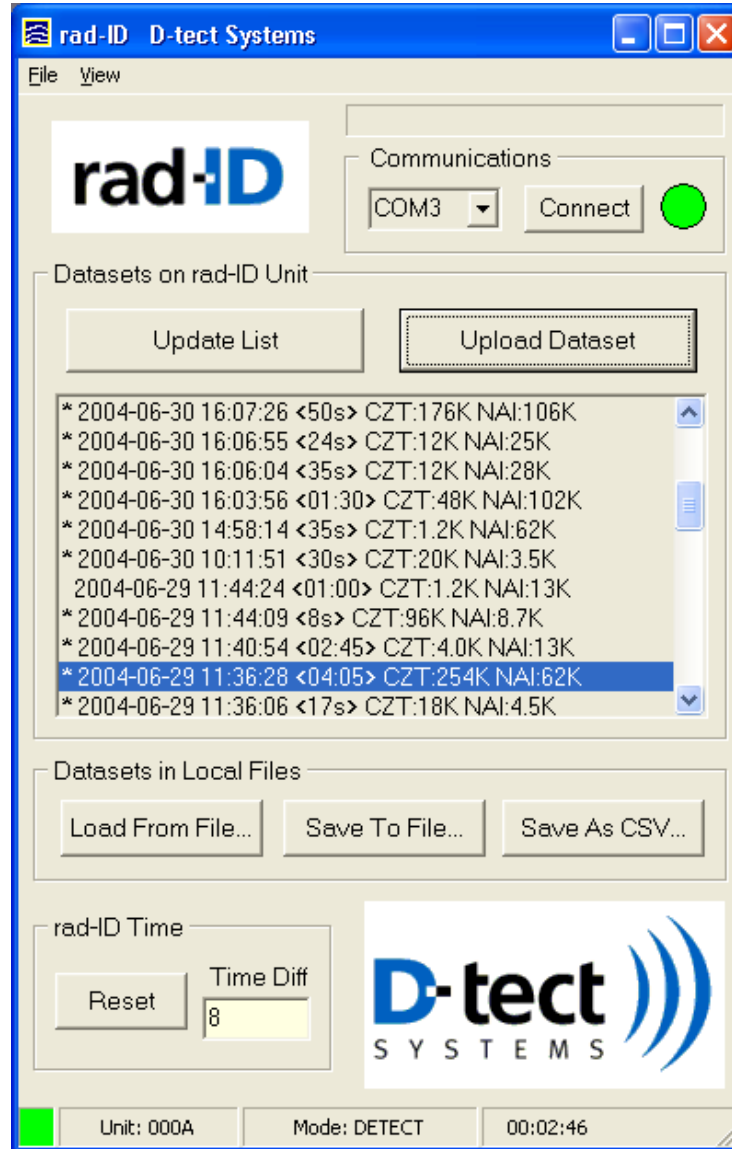 rad-ID D-tect Systems
File View
rad-ID
Communications
COM3 Connect
Datasets on rad-ID Unit
Update List Upload Dataset
* 2004-06-30 16:07:26 <50s> CZT:176K NAI:106K
* 2004-06-30 16:06:55 <24s> CZT:12K NAI:25K
* 2004-06-30 16:06:04 <35s> CZT:12K NAI:28K
* 2004-06-30 16:03:56 <01:30> CZT:48K NAI:102K
* 2004-06-30 14:58:14 <35s> CZT:1.2K NAI:62K
* 2004-06-30 10:11:51 <30s> CZT:20K NAI:3.5K
2004-06-29 11:44:24 <01:00> CZT:1.2K NAI:13K
* 2004-06-29 11:44:09 <8s> CZT:96K NAI:8.7K
* 2004-06-29 11:40:54 <02:45> CZT:4.0K NAI:13K
* 2004-06-29 11:36:28 <04:05> CZT:254K NAI:62K
* 2004-06-29 11:36:06 <17s> CZT:18K NAI:4.5K
Datasets in Local Files
Load From File... Save To File... Save As CSV...
rad-ID Time
Time Diff
Reset
8
D-tect
SYSTEMS
Unit: 000A Mode: DETECT 00:02:46